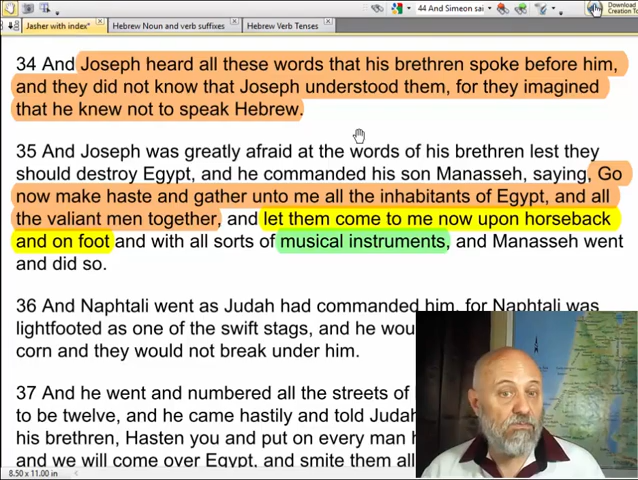 Jasher with index*
Hebrew Noun and verb suffixes
Hebrew Verb Tenses
44 And Simeon sai
Download
Creation To
34 And Joseph heard all these words that his brethren spoke before him,
and they did not know that Joseph understood them, for they imagined
that he knew not to speak Hebrew.
35 And Joseph was greatly afraid at the words of his brethren lest they
should destroy Egypt, and he commanded his son Manasseh, saying, Go
now make haste and gather unto me all the inhabitants of Egypt, and all
the valiant men together, and let them come to me now upon horseback
and on foot and with all sorts of musical instruments, and Manasseh went
and did so.
36 And Naphtali went as Judah had commanded him, for Naphtali was
lightfooted as one of the swift stags, and he wou
corn and they would not break under him.
37 And he went and numbered all the streets of
to be twelve, and he came hastily and told Judah
his brethren, Hasten you and put on every man h
and we will come over Egypt, and smite them all
8.50 x 11.00 in